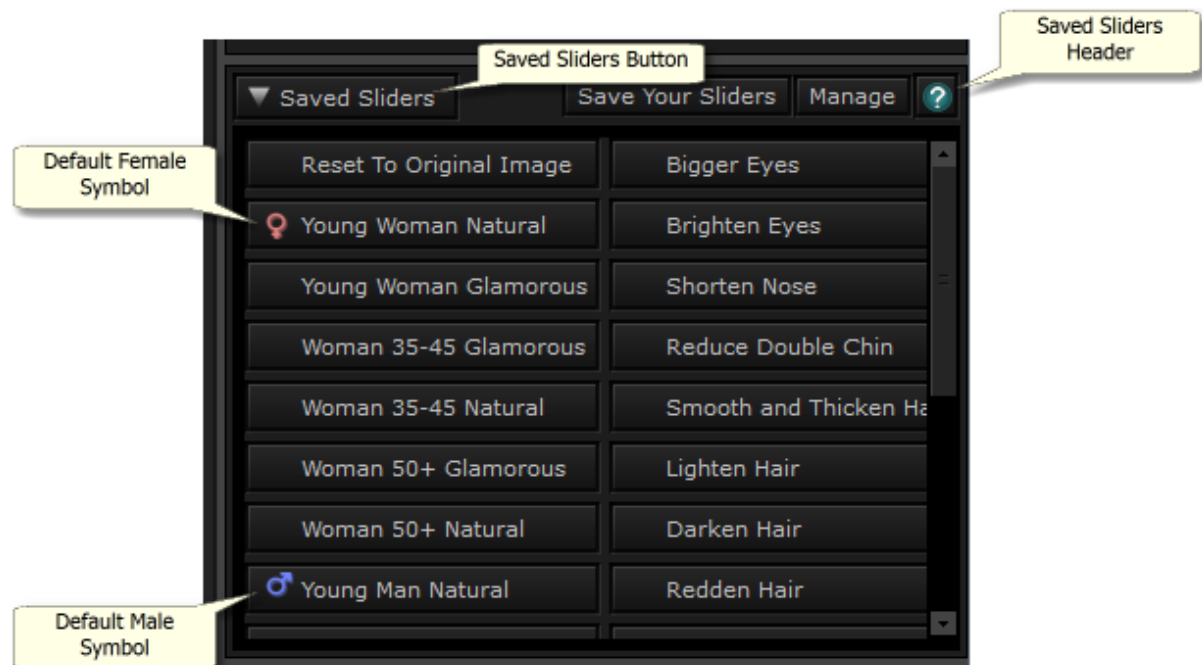 Saved Sliders
Header
Saved Sliders Button
Saved Sliders
Save Your Sliders
Manage
?
Default Female
Symbol
Reset To Original Image
Bigger Eyes
Young Woman Natural
Brighten Eyes
Young Woman Glamorous
Shorten Nose
Woman 35-45 Glamorous
Reduce Double Chin
Woman 35-45 Natural
Smooth and Thicken Ha
Woman 50+ Glamorous
Lighten Hair
Woman 50+ Natural
Darken Hair
Young Man Natural
Redden Hair
Default Male
Symbol